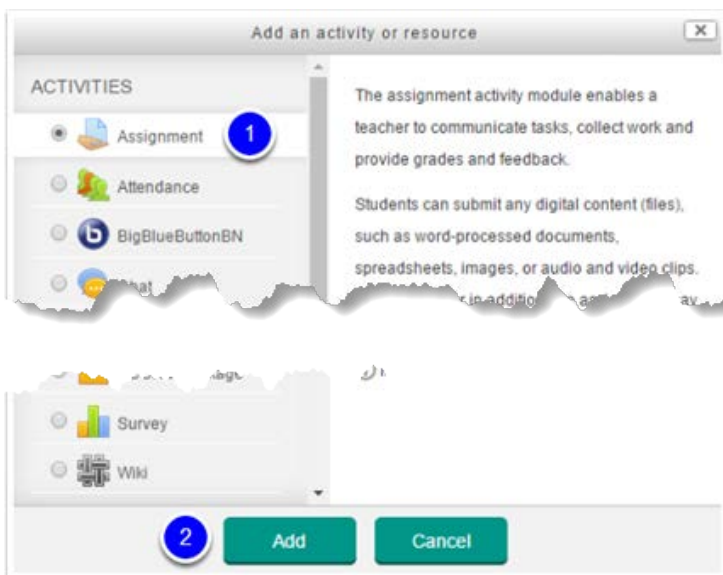 Add an activity or resource
ACTIVITIES
Assignment 1
Attendance
BigBlueButtonBN
The assignment activity module enables a
teacher to communicate tasks, collect work and
provide grades and feedback.
Students can submit any digital content (files),
such as word-processed documents,
spreadsheets, images, or audio and video clips.
Survey
Wiki
2 Add Cancel